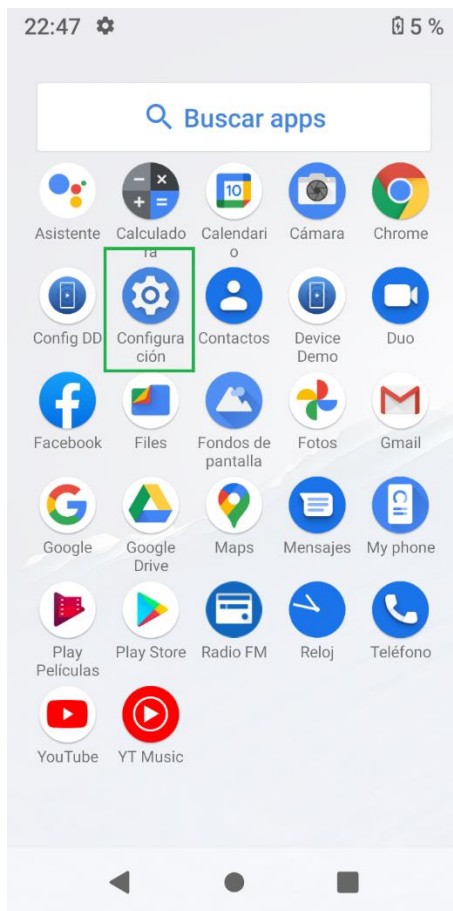 22:47 5 %
Buscar apps
Asistente Calculado Calendari Cámara Chrome
ra o
Config DD Configura Contactos Device Duo
ción Demo
Facebook Files Fondos de Fotos Gmail
pantalla
Google Google Maps Mensajes My phone
Drive
Play Play Store Radio FM Reloj Teléfono
Películas
YouTube YT Music